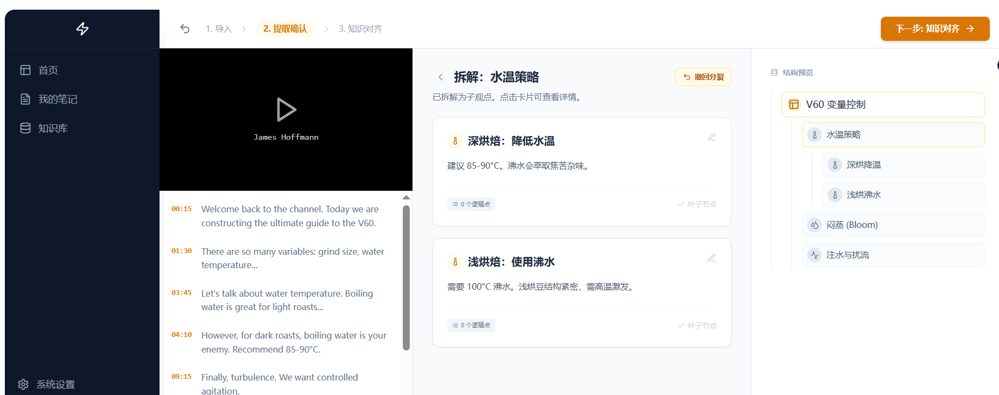 1. 导入
2. 提取确认
3. 知识对齐
下一步: 知识对齐
首页
我的笔记
知识库
系统设置
James Hoffmann
00:15 Welcome back to the channel. Today we are
constructing the ultimate guide to the V60.
01:30 There are so many variables: grind size, water
temperature...
03:45 Let's talk about water temperature. Boiling
water is great for light roasts...
04:10 However, for dark roasts, boiling water is your
enemy. Recommend 85-90°C.
09:15 Finally, turbulence. We want controlled
agitation.
拆解：水温策略
撤回分裂
已拆解为子观点。点击卡片可查看详情。
深烘焙：降低水温
建议 85-90°C。沸水会萃取焦苦杂味。
0 个逻辑点
叶子节点
浅烘焙：使用沸水
需要 100°C 沸水。浅烘豆结构紧密，需高温激发。
0 个逻辑点
叶子节点
结构预览
V60 变量控制
水温策略
深烘降温
浅烘沸水
闷蒸 (Bloom)
注水与扰流